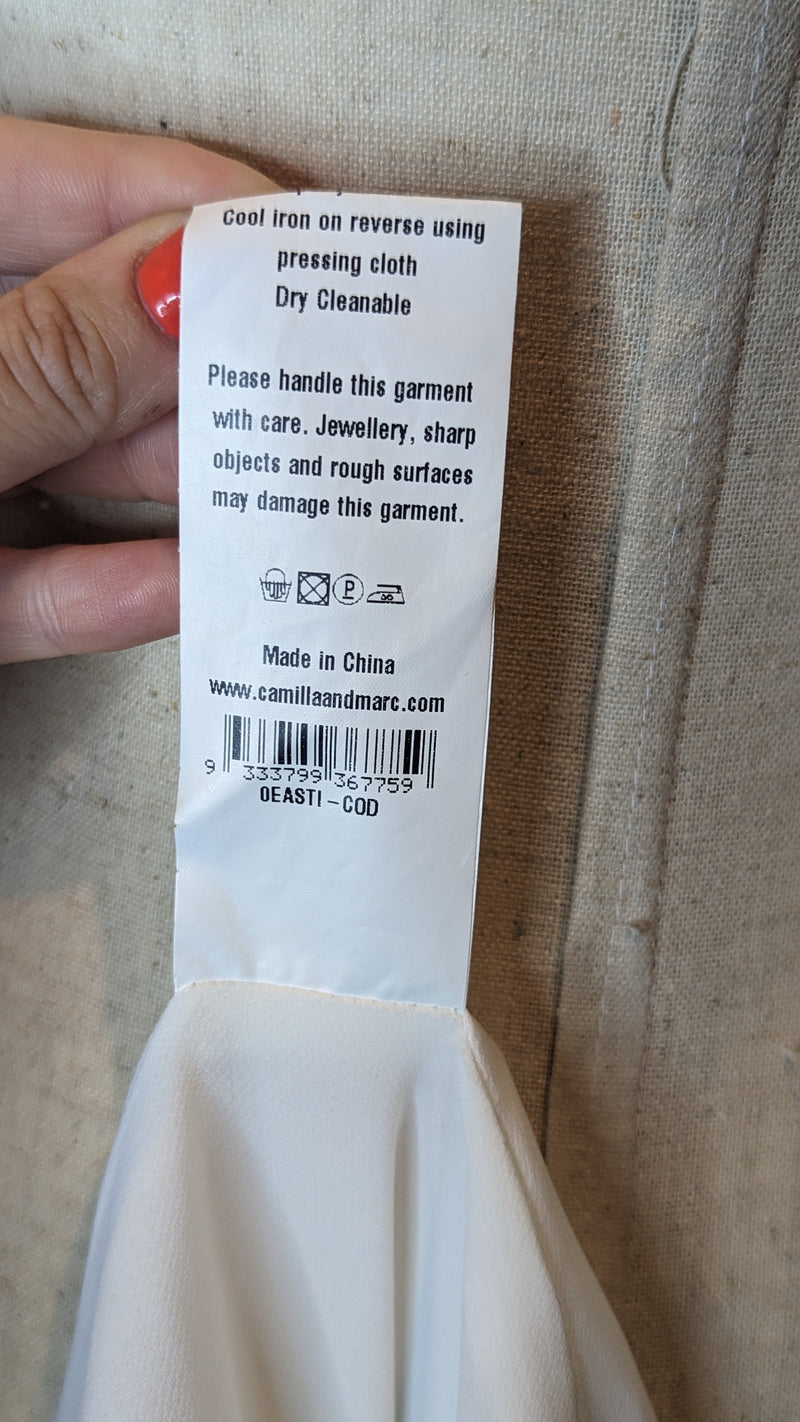 Cool iron on reverse using
pressing cloth
Dry Cleanable
Please handle this garment
with care. Jewellery, sharp
objects and rough surfaces
may damage this garment.
P
Made in China
www.camillaandmarc.com
9 333799 367759
OEASTI-COD